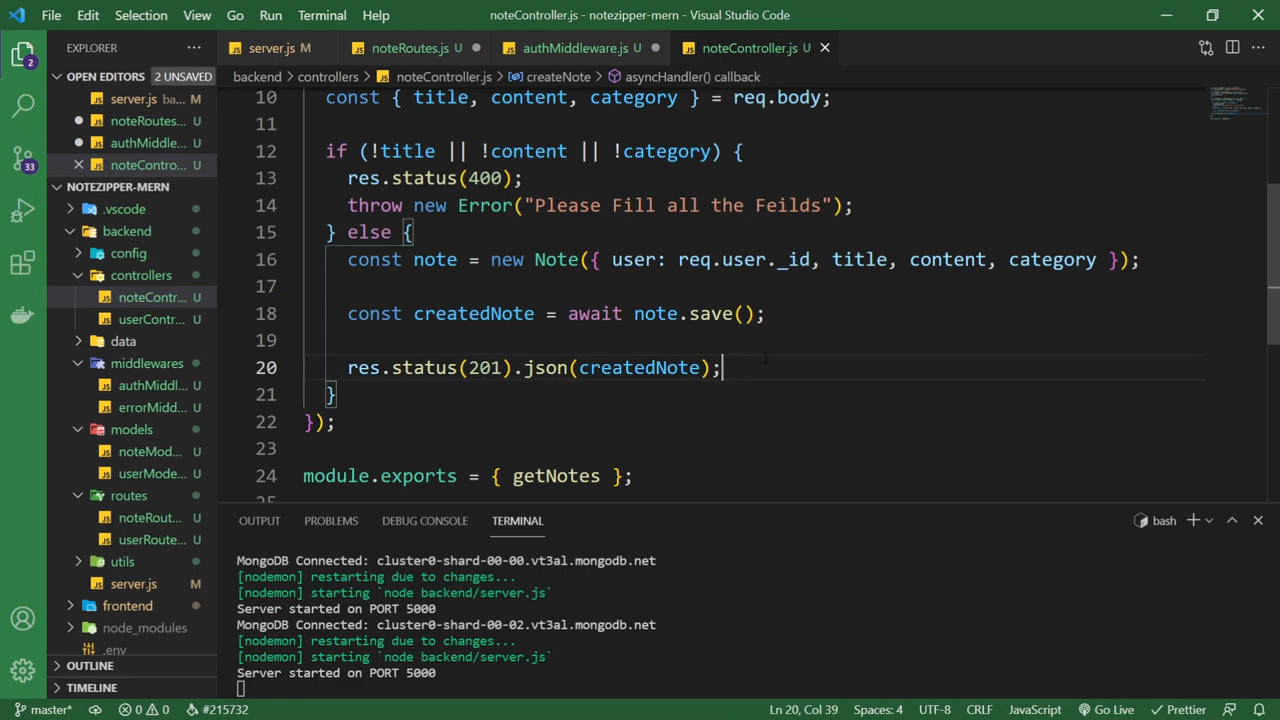 File Edit Selection View Go Run Terminal Help noteController.js - notezipper-mern - Visual Studio Code
EXPLORER
OPEN EDITORS 2 UNSAVED
server.js ba... M
noteRoutes...
authMiddle...
noteContro... U
NOTEZIPPER-MERN
.vscode
backend
config
controllers
noteContr... U
userContr... U
data
middlewares
authMiddl... U
errorMidd... U
models
noteMod... U
userMode... U
routes
noteRout... U
userRoute... U
utils
server.js M
frontend
node_modules
.env
OUTLINE
TIMELINE
2
33
server.js M noteRoutes.js U authMiddleware.js U noteController.js U
backend > controllers > noteController.js > createNote > asyncHandler() callback
10 const { title, content, category } = req.body;
11
12 if (!title || !content || !category) {
13 res.status(400);
14 throw new Error("Please Fill all the Feilds");
15 } else {
16 const note = new Note({ user: req.user._id, title, content, category });
17
18 const createdNote = await note.save();
19
20 res.status(201).json(createdNote);
21 }
22 });
23
24 module.exports = { getNotes };
25
OUTPUT PROBLEMS DEBUG CONSOLE TERMINAL bash
MongoDB Connected: cluster0-shard-00-00.vt3al.mongodb.net
[nodemon] restarting due to changes...
[nodemon] starting `node backend/server.js`
Server started on PORT 5000
MongoDB Connected: cluster0-shard-00-02.vt3al.mongodb.net
[nodemon] restarting due to changes...
[nodemon] starting `node backend/server.js`
Server started on PORT 5000
master* 0 0 #215732 Ln 20, Col 39 Spaces: 4 UTF-8 CRLF JavaScript Go Live Prettier